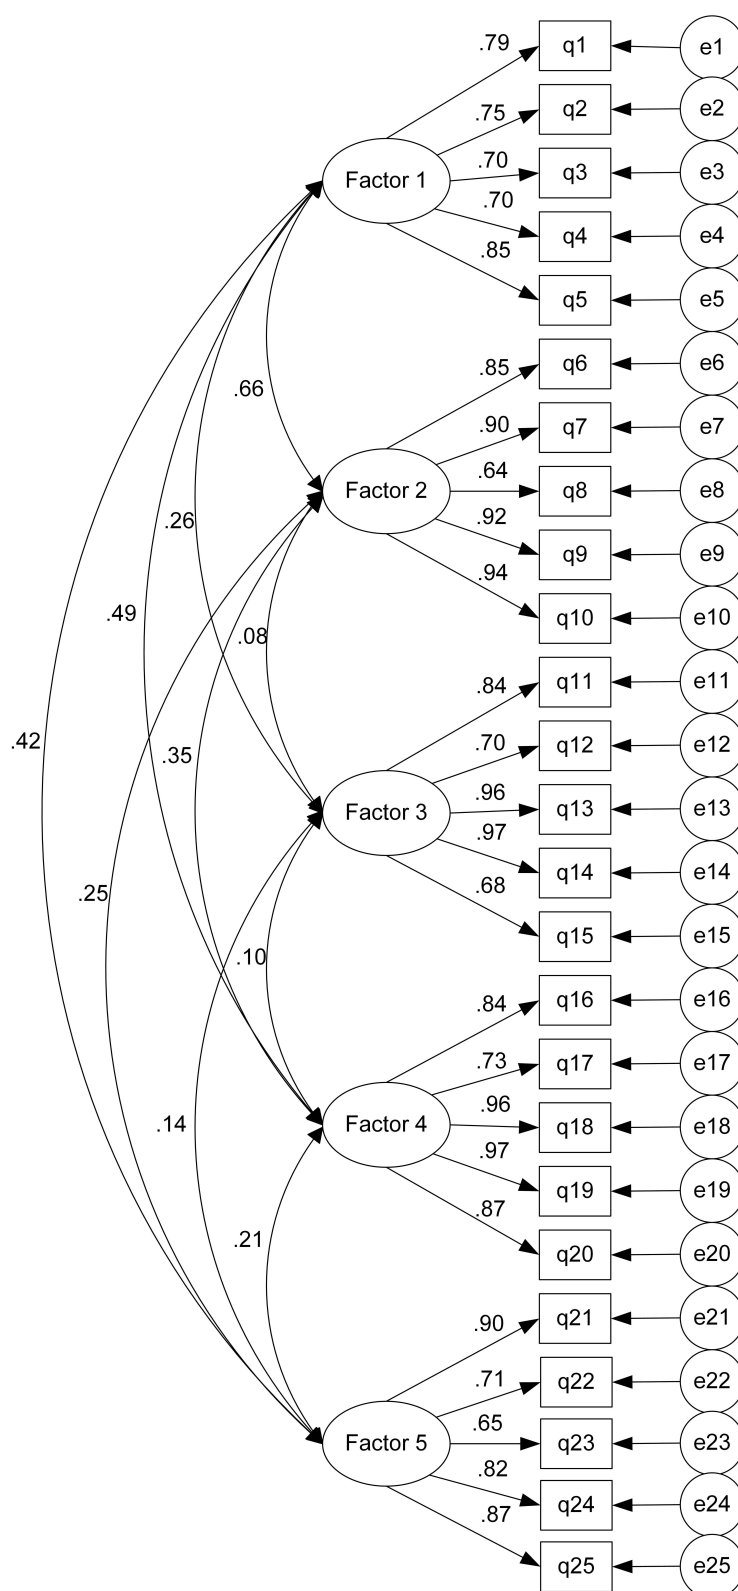 .79 q1 e1
.75 q2 e2
.70 q3 e3
Factor 1
.70 q4 e4
.85 q5 e5
.85 q6 e6
.66
.90 q7 e7
.64 q8 e8
Factor 2
.26
.92 q9 e9
.94 q10 e10
.49
.08
.84 q11 e11
.42
.35
.70 q12 e12
.96 q13 e13
Factor 3
.97 q14 e14
.25
.68 q15 e15
.10
.84 q16 e16
.73 q17 e17
.96 q18 e18
Factor 4
.14
.97 q19 e19
.87 q20 e20
.21
.90 q21 e21
.71 q22 e22
.65 q23 e23
Factor 5
.82 q24 e24
.87 q25 e25